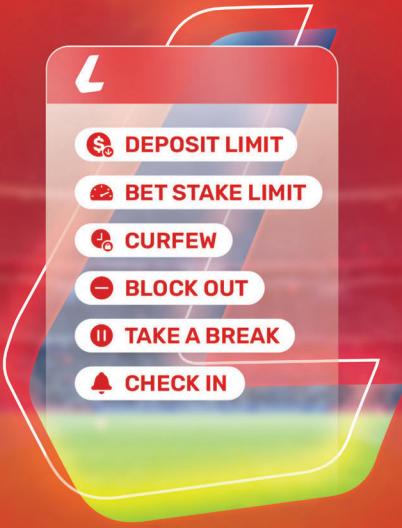 DEPOSIT LIMIT
BET STAKE LIMIT
CURFEW
BLOCK OUT
TAKE A BREAK
CHECK IN